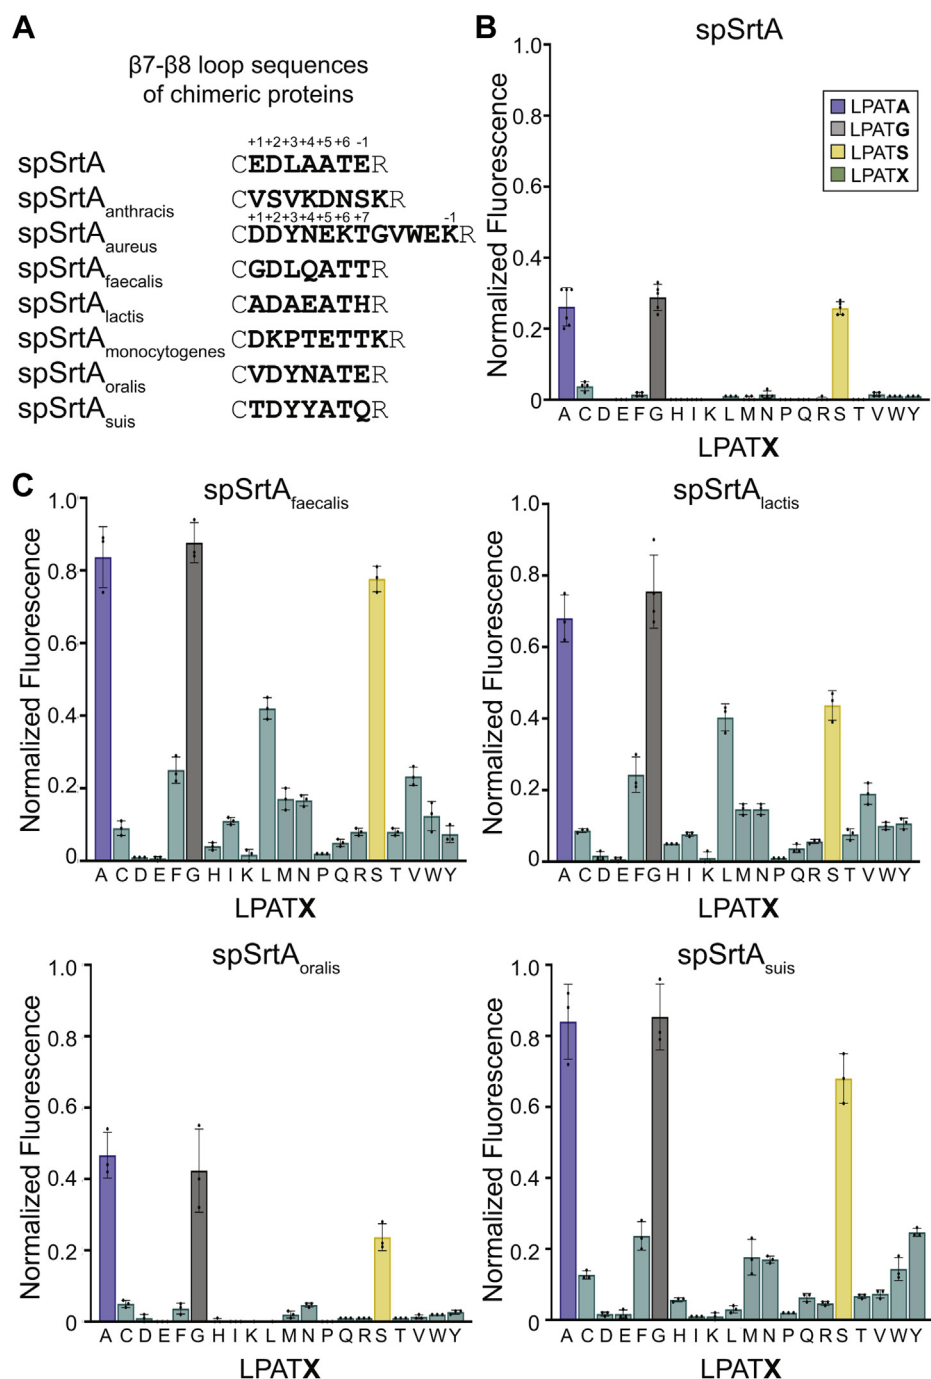 A
β7-β8 loop sequences
of chimeric proteins
+1+2+3+4+5+6 -1
spSrtA CEDLAATER
spSrtAanthracis CVSVKDNSKR
+1+2+3+4+5+6+7 -1
spSrtAaureus CDDYNEKTGVWEKR
spSrtAfaecalis CGDLQATTR
spSrtAlactis CADAEATHR
spSrtAmonocytogenes CDKPTETTKR
spSrtAoralis CVDYNATER
spSrtAsuis CTDYYATQR
B
spSrtA
Normalized Fluorescence
1.0
0.8
0.6
0.4
0.2
0
LPATA
LPATG
LPATS
LPATX
A C D E F G H I K L M N P Q R S T V W Y
LPATX
C
spSrtAfaecalis
Normalized Fluorescence
1.0
0.8
0.6
0.4
0.2
0
A C D E F G H I K L M N P Q R S T V W Y
LPATX
spSrtAlactis
Normalized Fluorescence
1.0
0.8
0.6
0.4
0.2
0
A C D E F G H I K L M N P Q R S T V W Y
LPATX
spSrtAoralis
Normalized Fluorescence
1.0
0.8
0.6
0.4
0.2
0
A C D E F G H I K L M N P Q R S T V W Y
LPATX
spSrtAsuis
Normalized Fluorescence
1.0
0.8
0.6
0.4
0.2
0
A C D E F G H I K L M N P Q R S T V W Y
LPATX